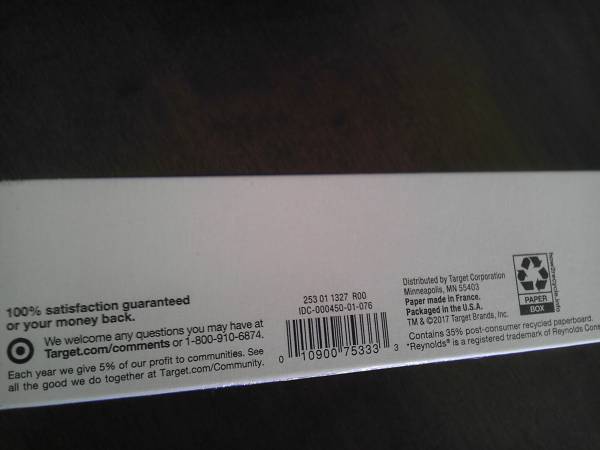 100% satisfaction guaranteed
or your money back.
We welcome any questions you may have at
Target.com/comments or 1-800-910-6874.
Each year we give 5% of our profit to communities. See
all the good we do together at Target.com/Community.
253 01 1327 R00
IDC-000450-01-076
0 10900 75333 3
Distributed by Target Corporation
Minneapolis, MN 55403
Paper made in France.
Packaged in the U.S.A.
TM & ©2017 Target Brands, Inc.
Contains 35% post-consumer recycled paperboard.
"Reynolds® is a registered trademark of Reynolds Cons
PAPER
BOX
how2recycle.info